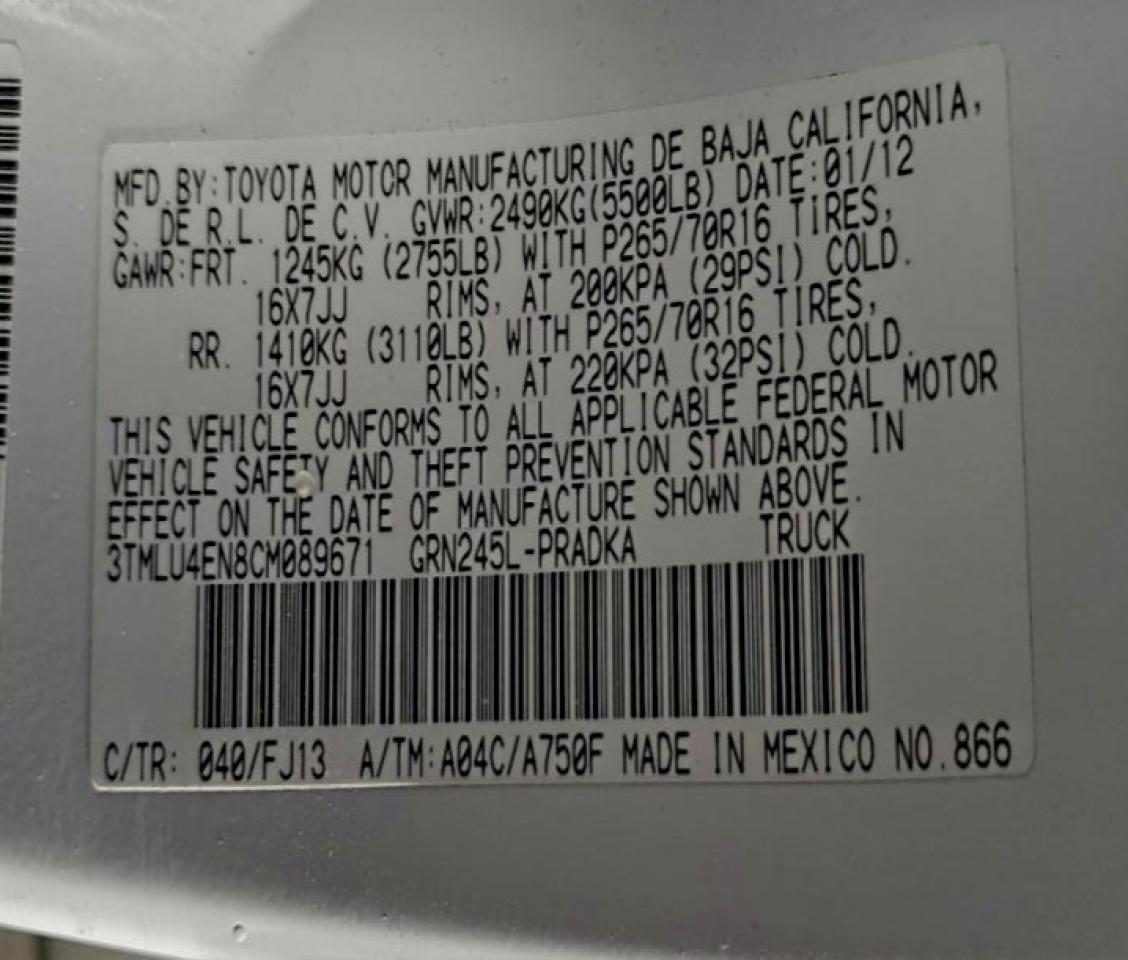 MFD.BY:TOYOTA MOTOR MANUFACTURING DE BAJA CALIFORNIA,
S. DE R.L. DE C.V. GVWR:2490KG(5500LB) DATE:01/12
GAWR:FRT. 1245KG (2755LB) WITH P265/70R16 TIRES,
16X7JJ RIMS, AT 200KPA (29PSI) COLD.
RR. 1410KG (3110LB) WITH P265/70R16 TIRES,
16X7JJ RIMS, AT 220KPA (32PSI) COLD.
THIS VEHICLE CONFORMS TO ALL APPLICABLE FEDERAL MOTOR
VEHICLE SAFETY AND THEFT PREVENTION STANDARDS IN
EFFECT ON THE DATE OF MANUFACTURE SHOWN ABOVE.
3TMLU4EN8CM089671 GRN245L-PRADKA TRUCK
C/TR: 040/FJ13 A/TM:A04C/A750F MADE IN MEXICO NO.866